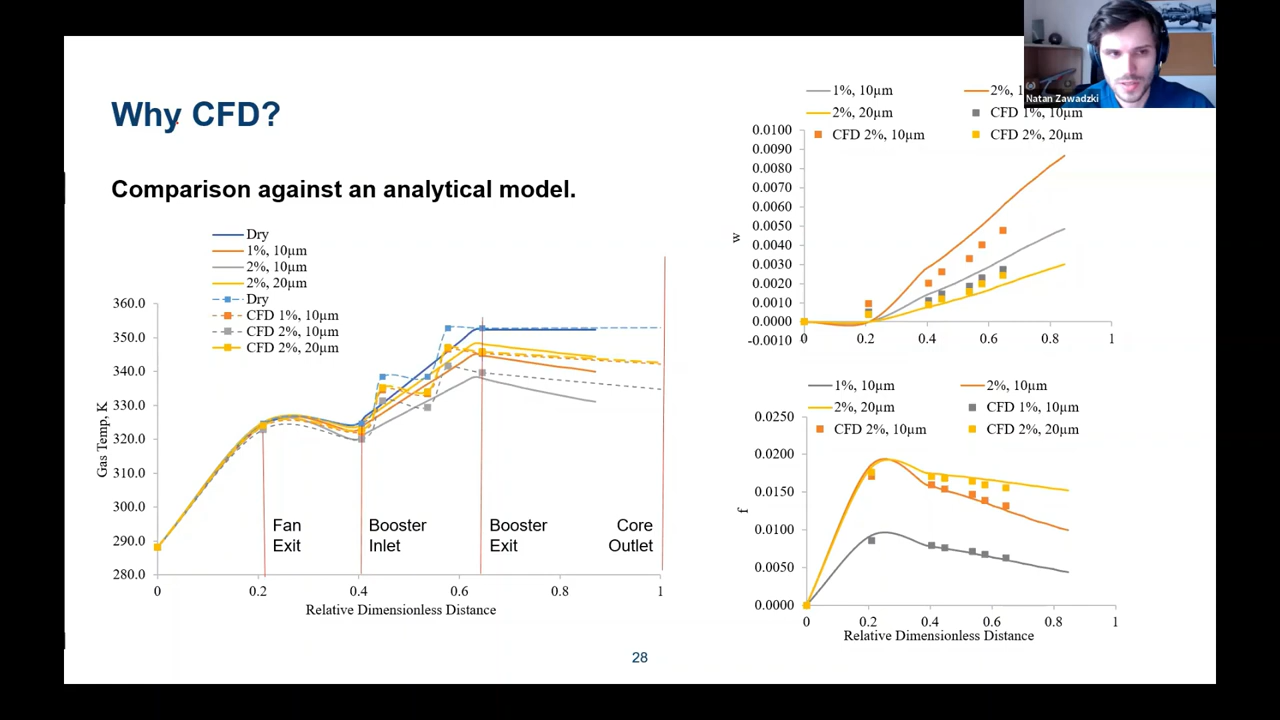 Natan Zawadzki
Why CFD?
Comparison against an analytical model.
Dry
1%, 10µm
2%, 10µm
2%, 20µm
Dry
CFD 1%, 10µm
CFD 2%, 10µm
CFD 2%, 20µm
360.0
350.0
340.0
330.0
320.0
310.0
300.0
290.0
280.0
Gas Temp, K
Fan
Exit
Booster
Inlet
Booster
Exit
Core
Outlet
0 0.2 0.4 0.6 0.8 1
Relative Dimensionless Distance
1%, 10µm 2%, 1
2%, 20µm CFD 1%, 10µm
CFD 2%, 10µm CFD 2%, 20µm
0.0100
0.0090
0.0080
0.0070
0.0060
0.0050
0.0040
0.0030
0.0020
0.0010
0.0000
-0.0010
w
0 0.2 0.4 0.6 0.8 1
1%, 10µm 2%, 10µm
2%, 20µm CFD 1%, 10µm
CFD 2%, 10µm CFD 2%, 20µm
0.0250
0.0200
0.0150
0.0100
0.0050
0.0000
f
0 0.2 0.4 0.6 0.8 1
Relative Dimensionless Distance
28